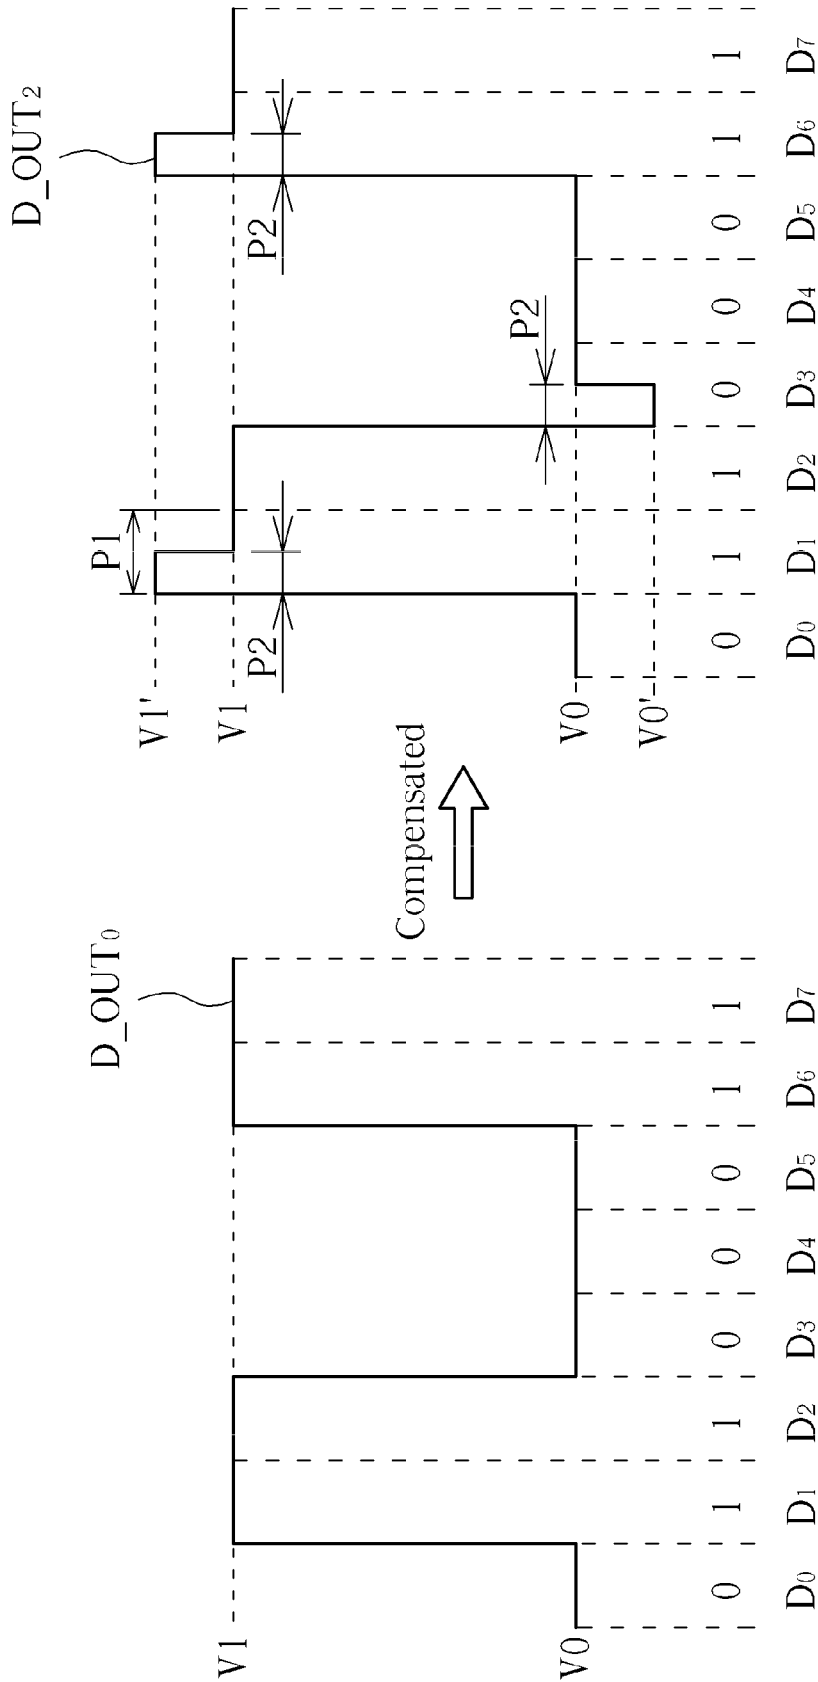 D_OUT0
V1
V0
0 1 1 0 0 0 1 1
D0 D1 D2 D3 D4 D5 D6 D7
Compensated
D_OUT2
P1
V1'
V1
P2
P2
P2
V0
V0'
0 1 1 0 0 0 1 1
D0 D1 D2 D3 D4 D5 D6 D7